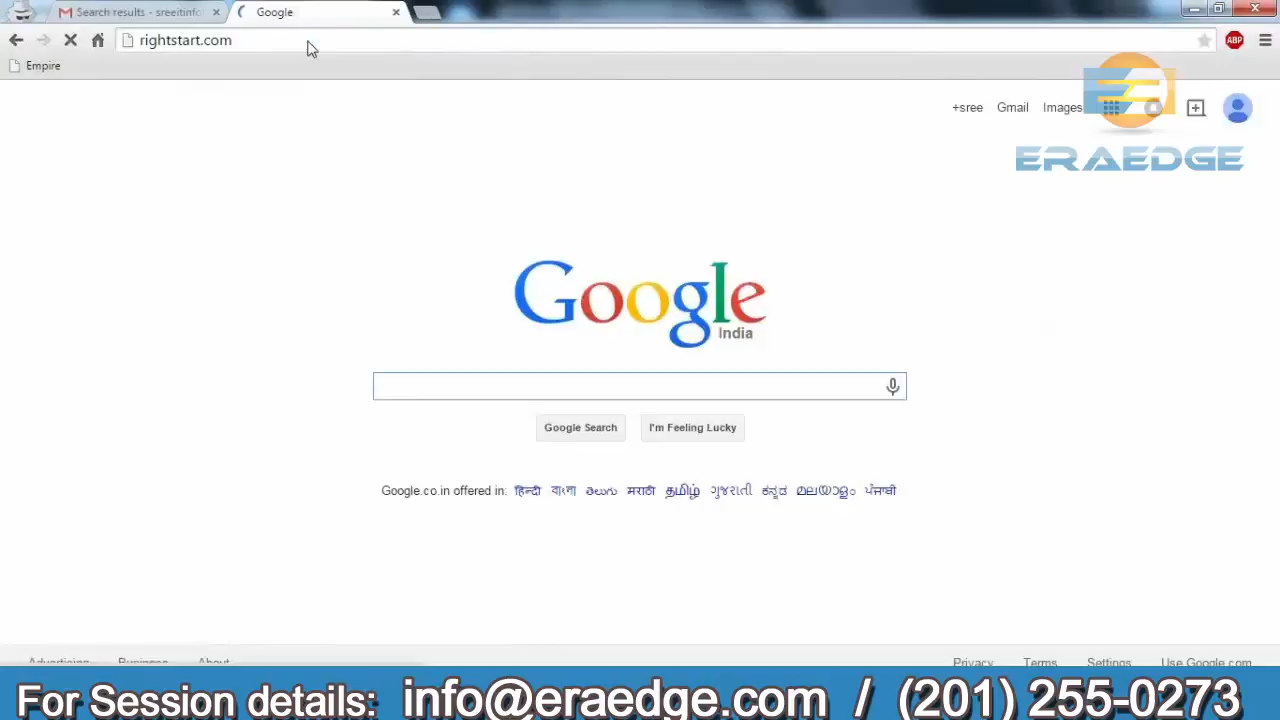 Search results - sreeitinfo
Google
rightstart.com
ABP
Empire
+sree Gmail Images
ERAEDGE
Google
India
Google Search I'm Feeling Lucky
Google.co.in offered in: हिन्दी বাংলা తెలుగు मराठी தமிழ் ગુજરાતી ಕನ್ನಡ മലയാളം ਪੰਜਾਬੀ
Advertising Business About Privacy Terms Settings Use Google.com
For Session details: info@eraedge.com / (201) 255-0273